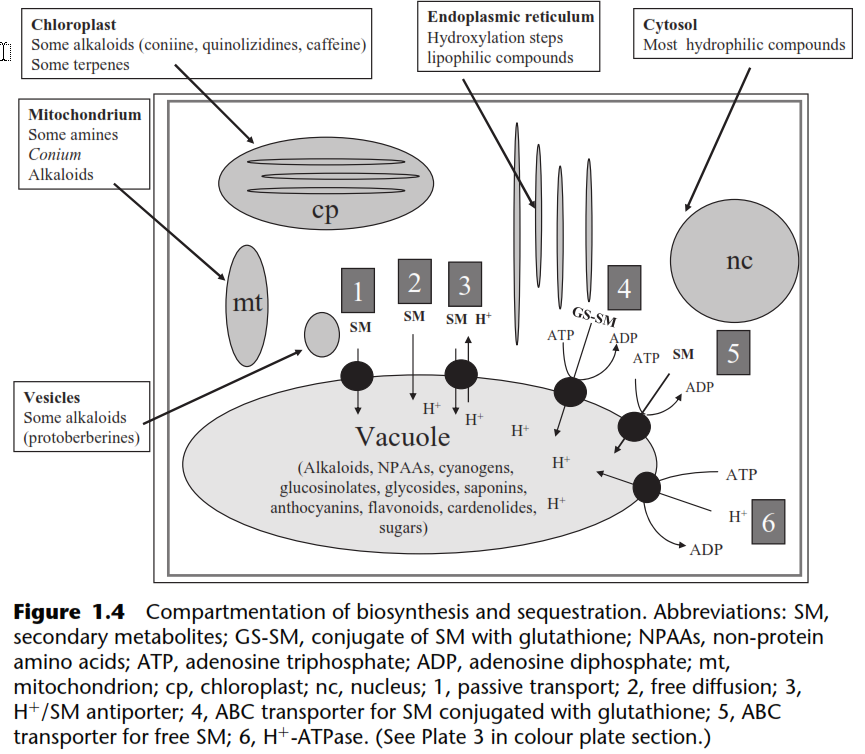 Chloroplast
Some alkaloids (coniine, quinolizidines, caffeine)
Some terpenes
Endoplasmic reticulum
Hydroxylation steps
lipophilic compounds
Cytosol
Most hydrophilic compounds
Mitochondrium
Some amines
Conium
Alkaloids
cp
nc
mt
1
SM
2
SM
3
SM H⁺
4
GS-SM
ATP
ADP
5
ATP
SM
ADP
Vesicles
Some alkaloids
(protoberberines)
H⁺
H⁺
H⁺
Vacuole
H⁺
(Alkaloids, NPAAs, cyanogens,
glucosinolates, glycosides, saponins,
anthocyanins, flavonoids, cardenolides,
sugars)
H⁺
ATP
H⁺
6
ADP
Figure 1.4 Compartmentation of biosynthesis and sequestration. Abbreviations: SM,
secondary metabolites; GS-SM, conjugate of SM with glutathione; NPAAs, non-protein
amino acids; ATP, adenosine triphosphate; ADP, adenosine diphosphate; mt,
mitochondrion; cp, chloroplast; nc, nucleus; 1, passive transport; 2, free diffusion; 3,
H⁺/SM antiporter; 4, ABC transporter for SM conjugated with glutathione; 5, ABC
transporter for free SM; 6, H⁺-ATPase. (See Plate 3 in colour plate section.)